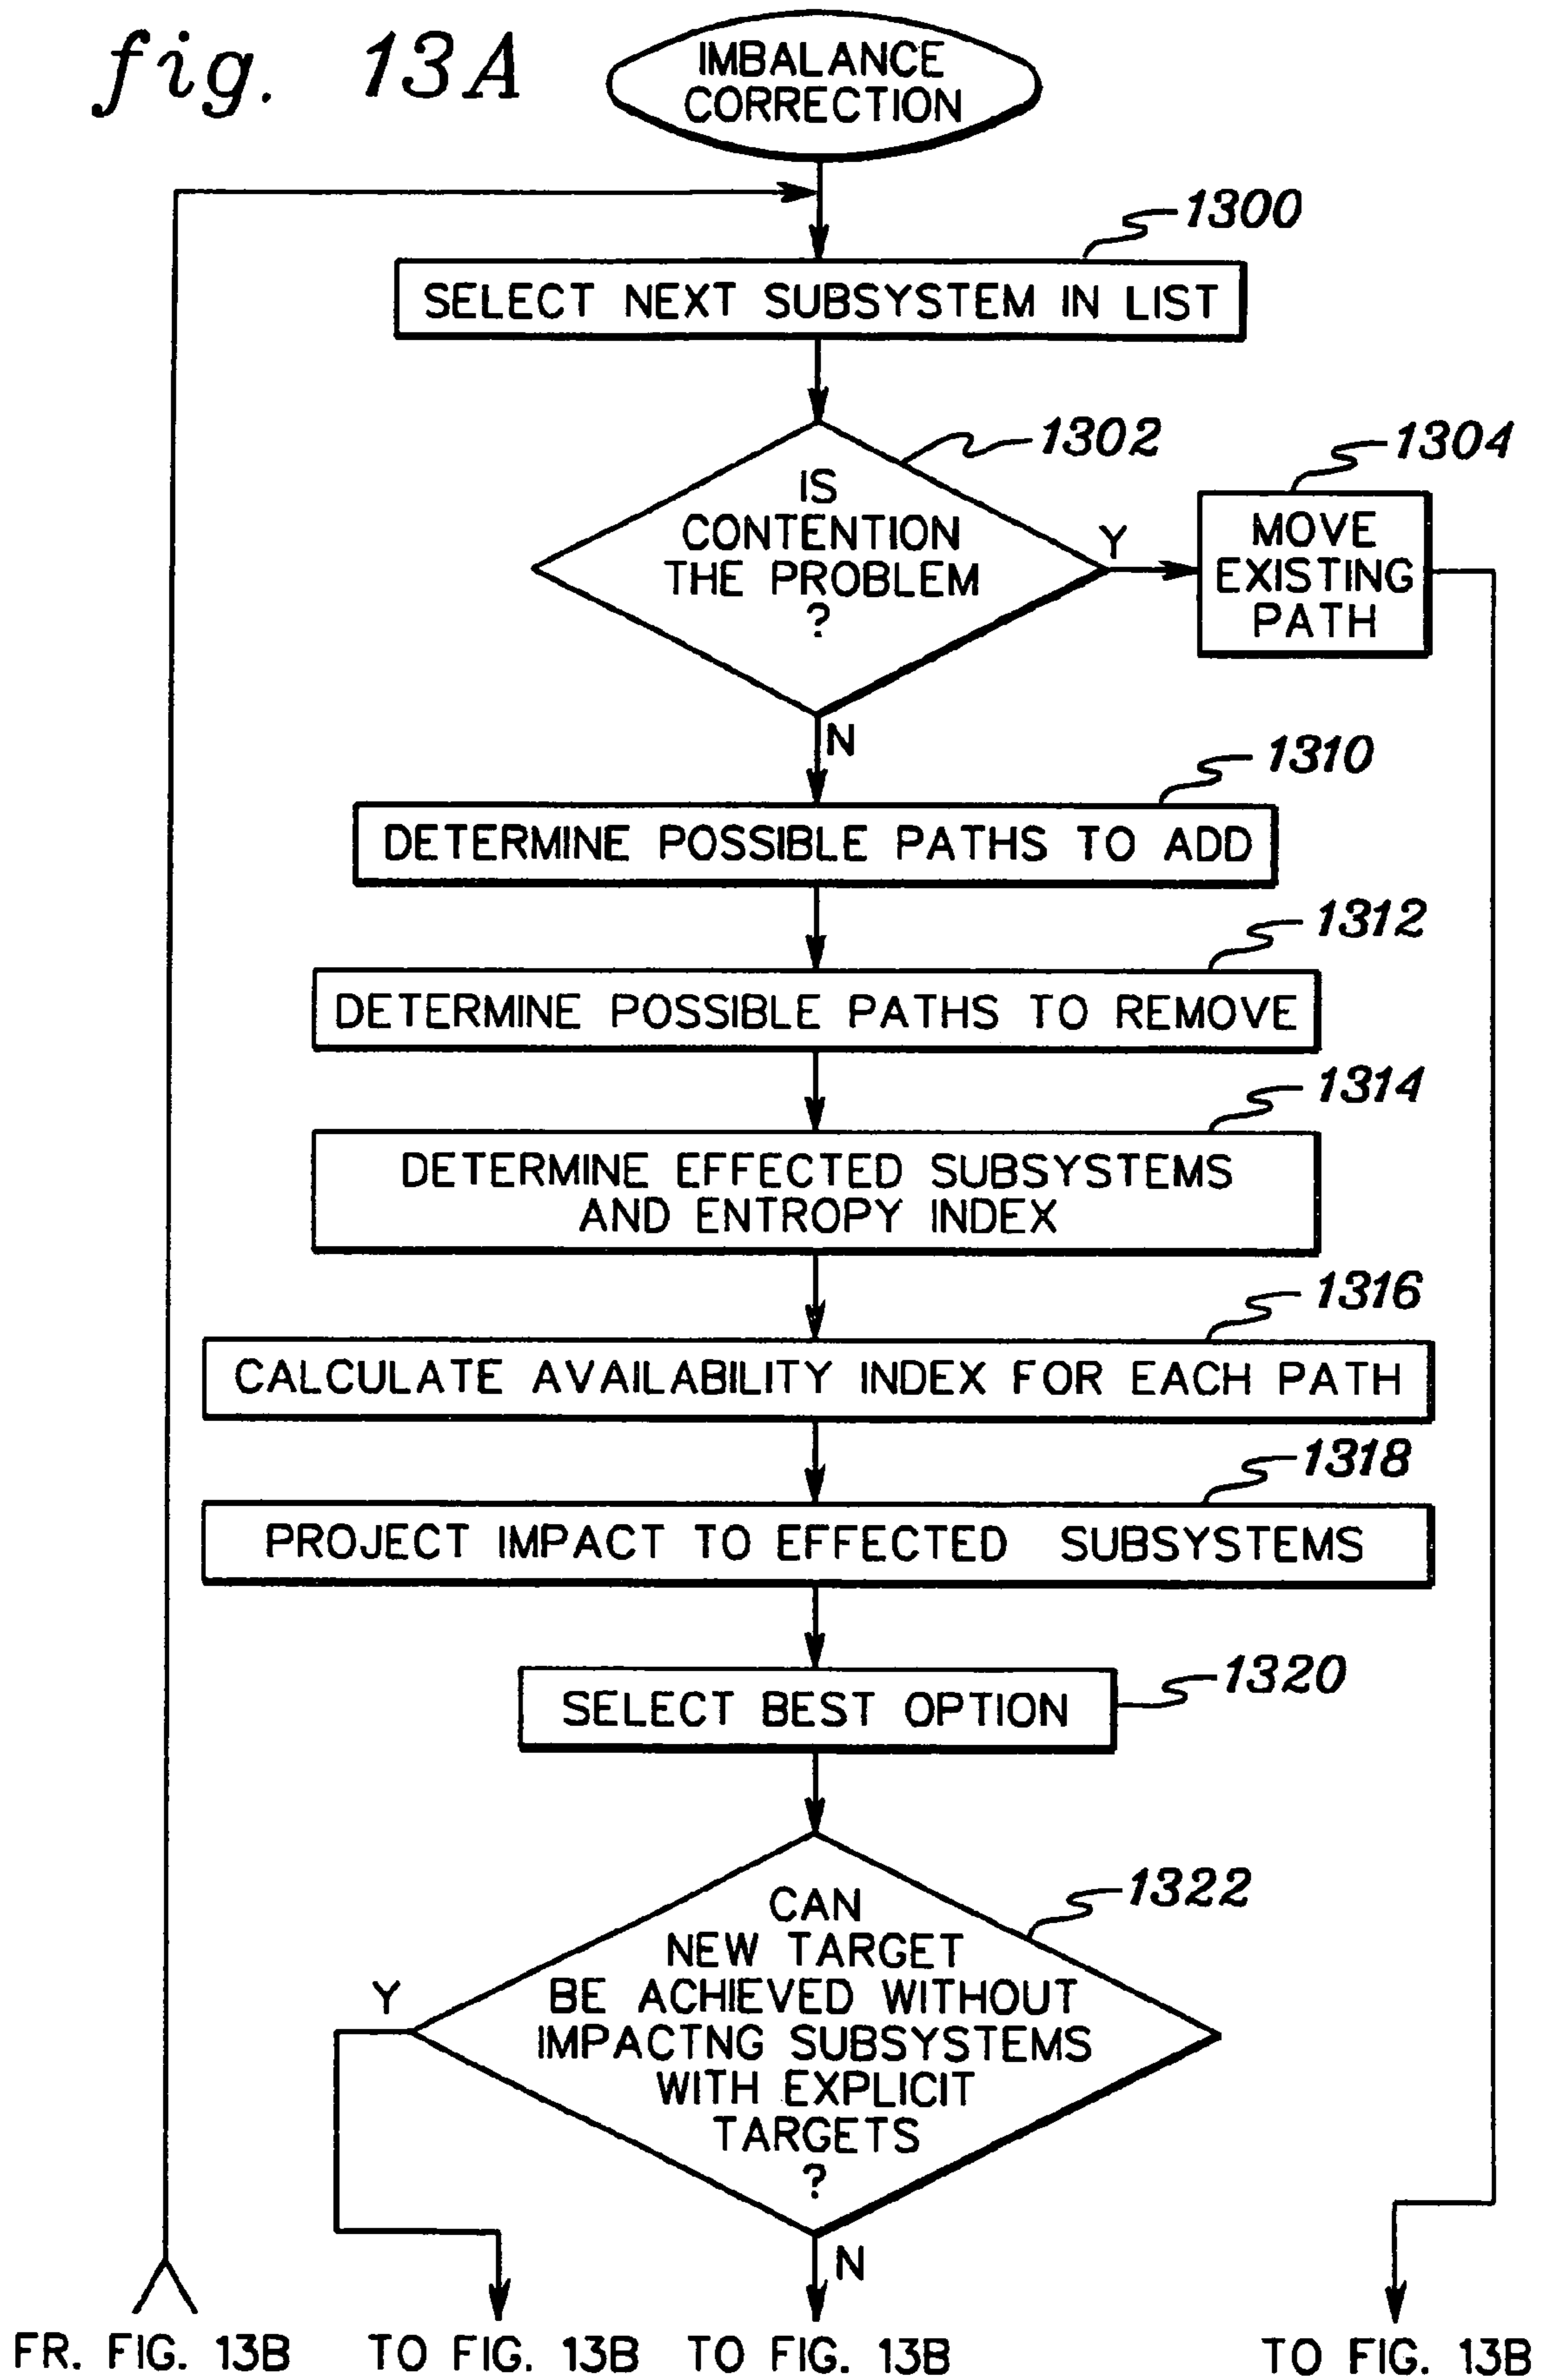 fig. 13A
IMBALANCE
CORRECTION
1300
SELECT NEXT SUBSYSTEM IN LIST
1302
IS
CONTENTION
THE PROBLEM
?
Y
1304
MOVE
EXISTING
PATH
N
1310
DETERMINE POSSIBLE PATHS TO ADD
1312
DETERMINE POSSIBLE PATHS TO REMOVE
1314
DETERMINE EFFECTED SUBSYSTEMS
AND ENTROPY INDEX
1316
CALCULATE AVAILABILITY INDEX FOR EACH PATH
1318
PROJECT IMPACT TO EFFECTED SUBSYSTEMS
1320
SELECT BEST OPTION
1322
CAN
NEW TARGET
BE ACHIEVED WITHOUT
IMPACTNG SUBSYSTEMS
WITH EXPLICIT
TARGETS
?
Y
N
FR. FIG. 13B
TO FIG. 13B
TO FIG. 13B
TO FIG. 13B